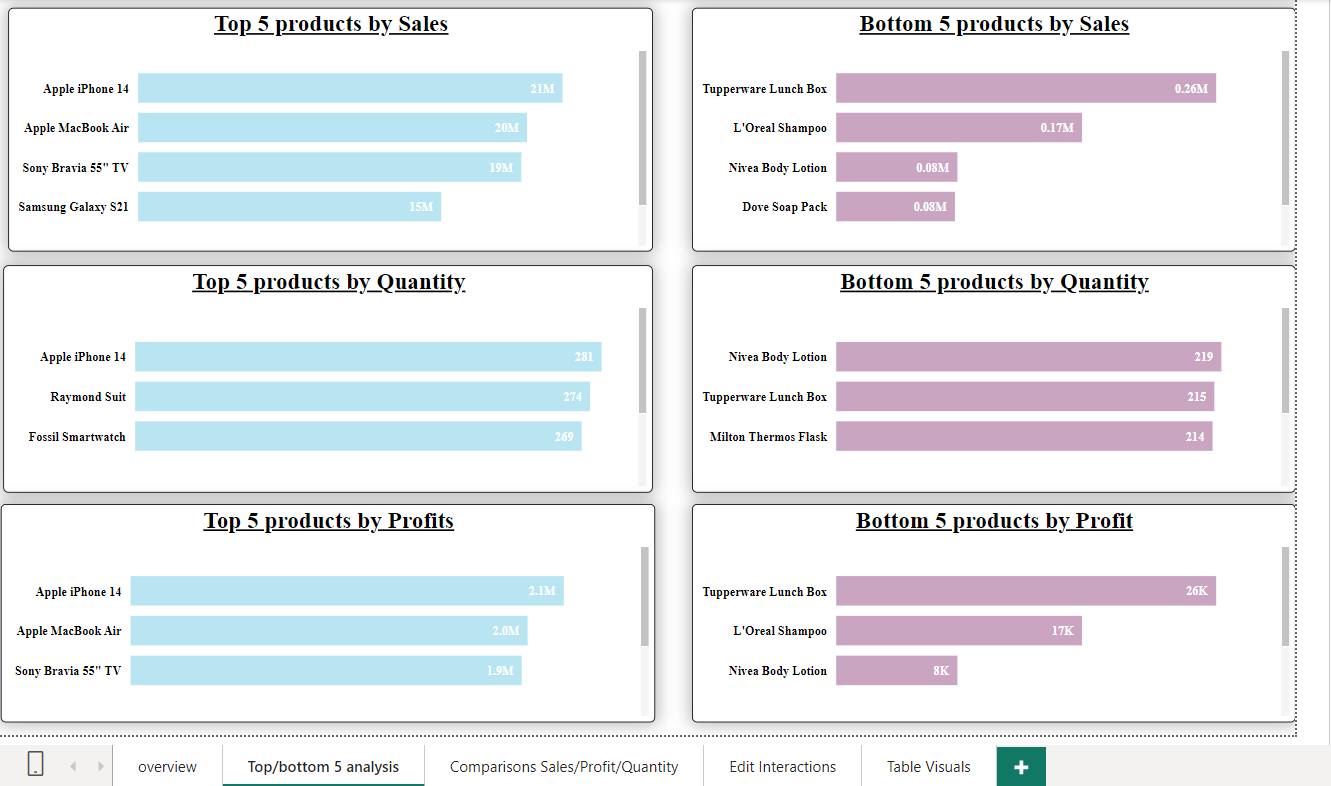 Top 5 products by Sales
Apple iPhone 14 21M
Apple MacBook Air 20M
Sony Bravia 55" TV 19M
Samsung Galaxy S21 15M
Bottom 5 products by Sales
Tupperware Lunch Box 0.26M
L'Oreal Shampoo 0.17M
Nivea Body Lotion 0.08M
Dove Soap Pack 0.08M
Top 5 products by Quantity
Apple iPhone 14 281
Raymond Suit 274
Fossil Smartwatch 269
Bottom 5 products by Quantity
Nivea Body Lotion 219
Tupperware Lunch Box 215
Milton Thermos Flask 214
Top 5 products by Profits
Apple iPhone 14 2.1M
Apple MacBook Air 2.0M
Sony Bravia 55" TV 1.9M
Bottom 5 products by Profit
Tupperware Lunch Box 26K
L'Oreal Shampoo 17K
Nivea Body Lotion 8K
overview Top/bottom 5 analysis Comparisons Sales/Profit/Quantity Edit Interactions Table Visuals +